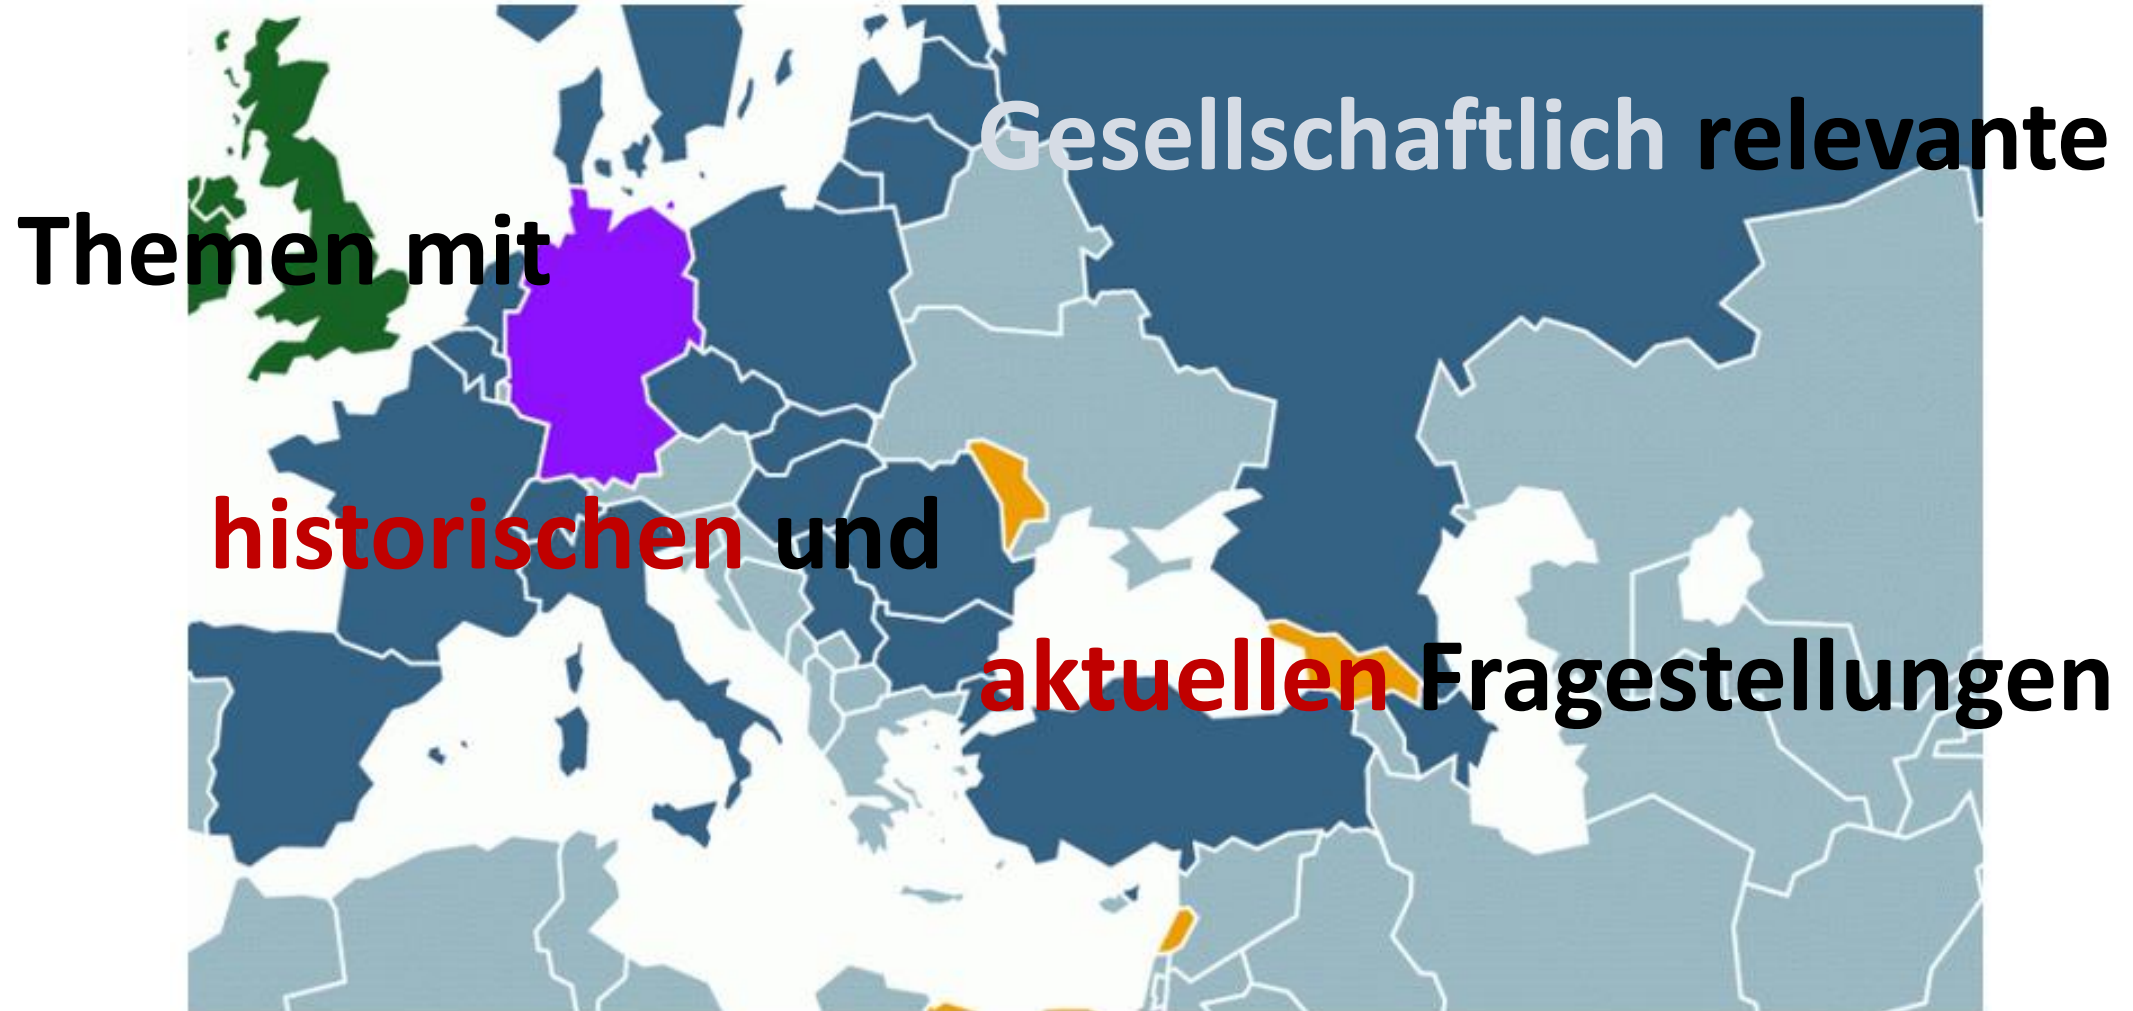 Gesellschaftlich relevante
Themen mit
historischen und
aktuellen Fragestellungen